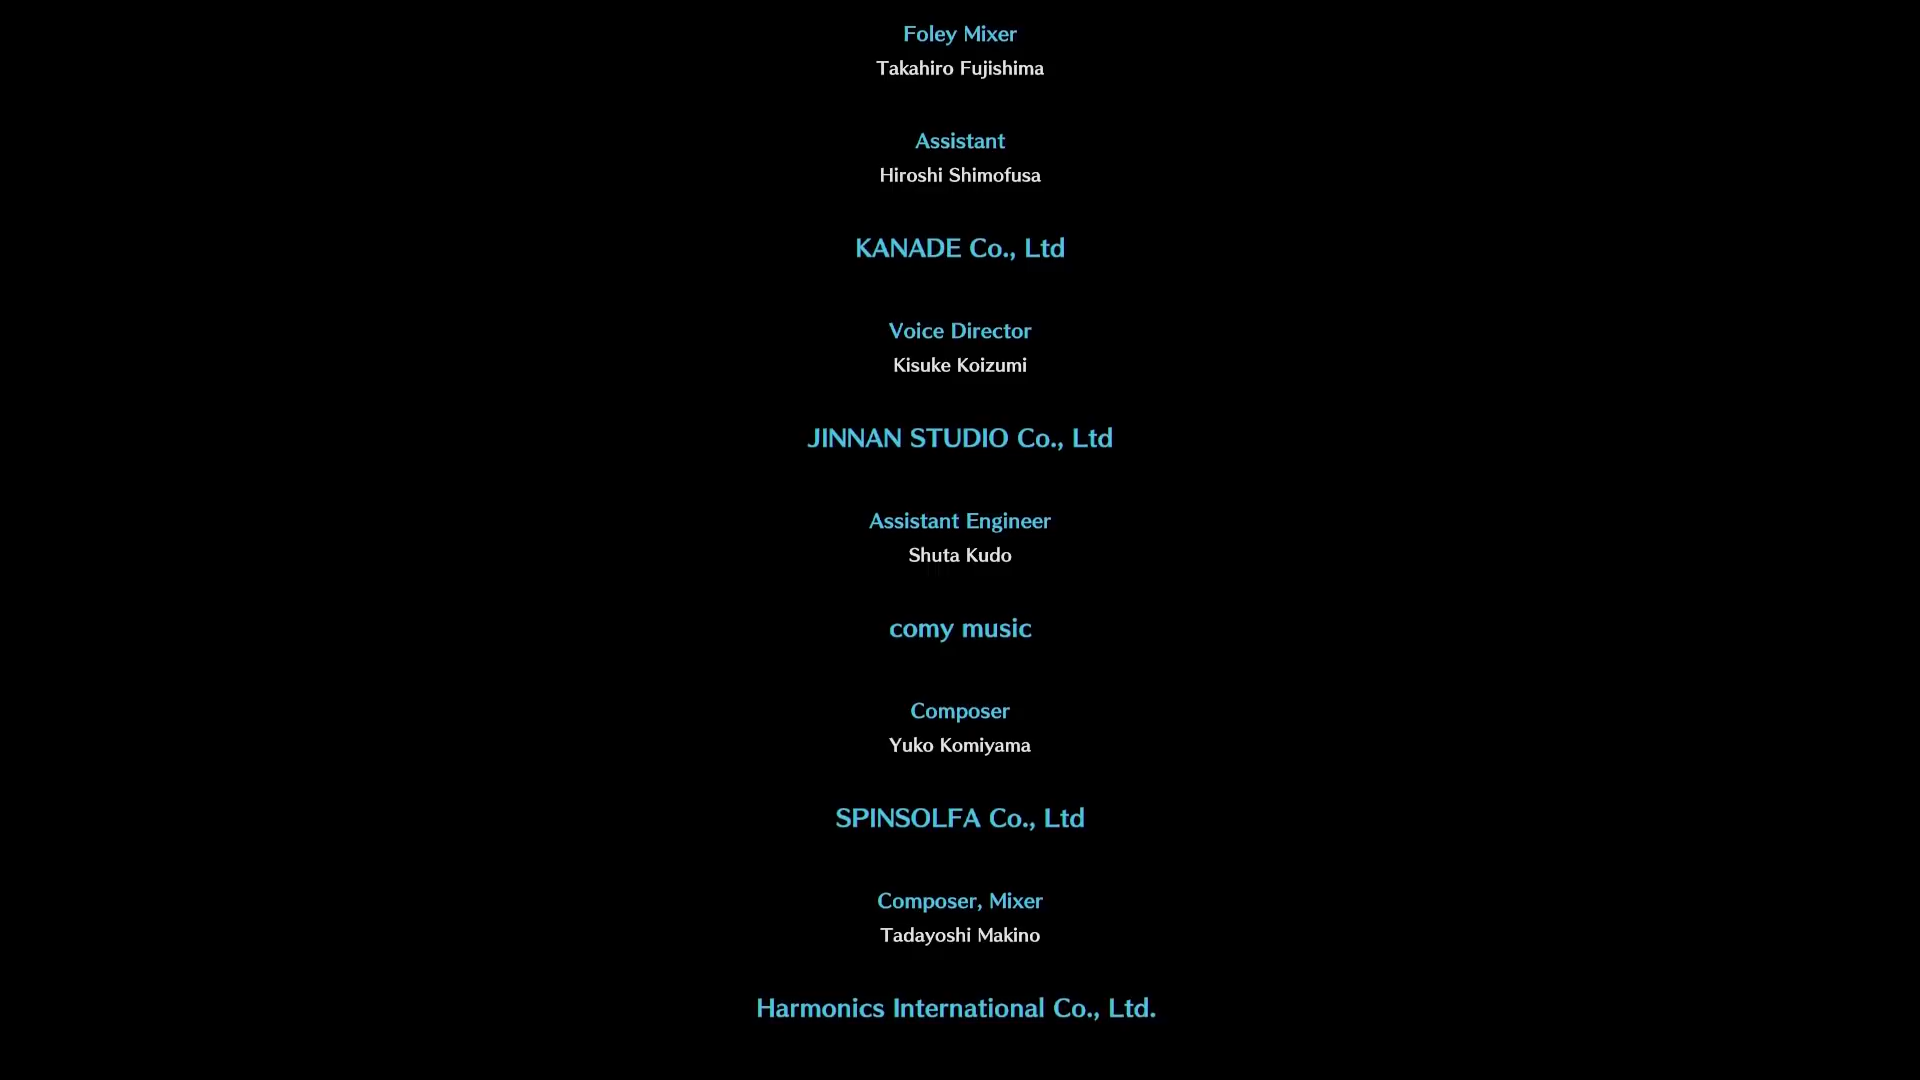 Foley Mixer
Takahiro Fujishima
Assistant
Hiroshi Shimofusa
KANADE Co., Ltd
Voice Director
Kisuke Koizumi
JINNAN STUDIO Co., Ltd
Assistant Engineer
Shuta Kudo
comy music
Composer
Yuko Komiyama
SPINSOLFA Co., Ltd
Composer, Mixer
Tadayoshi Makino
Harmonics International Co., Ltd.